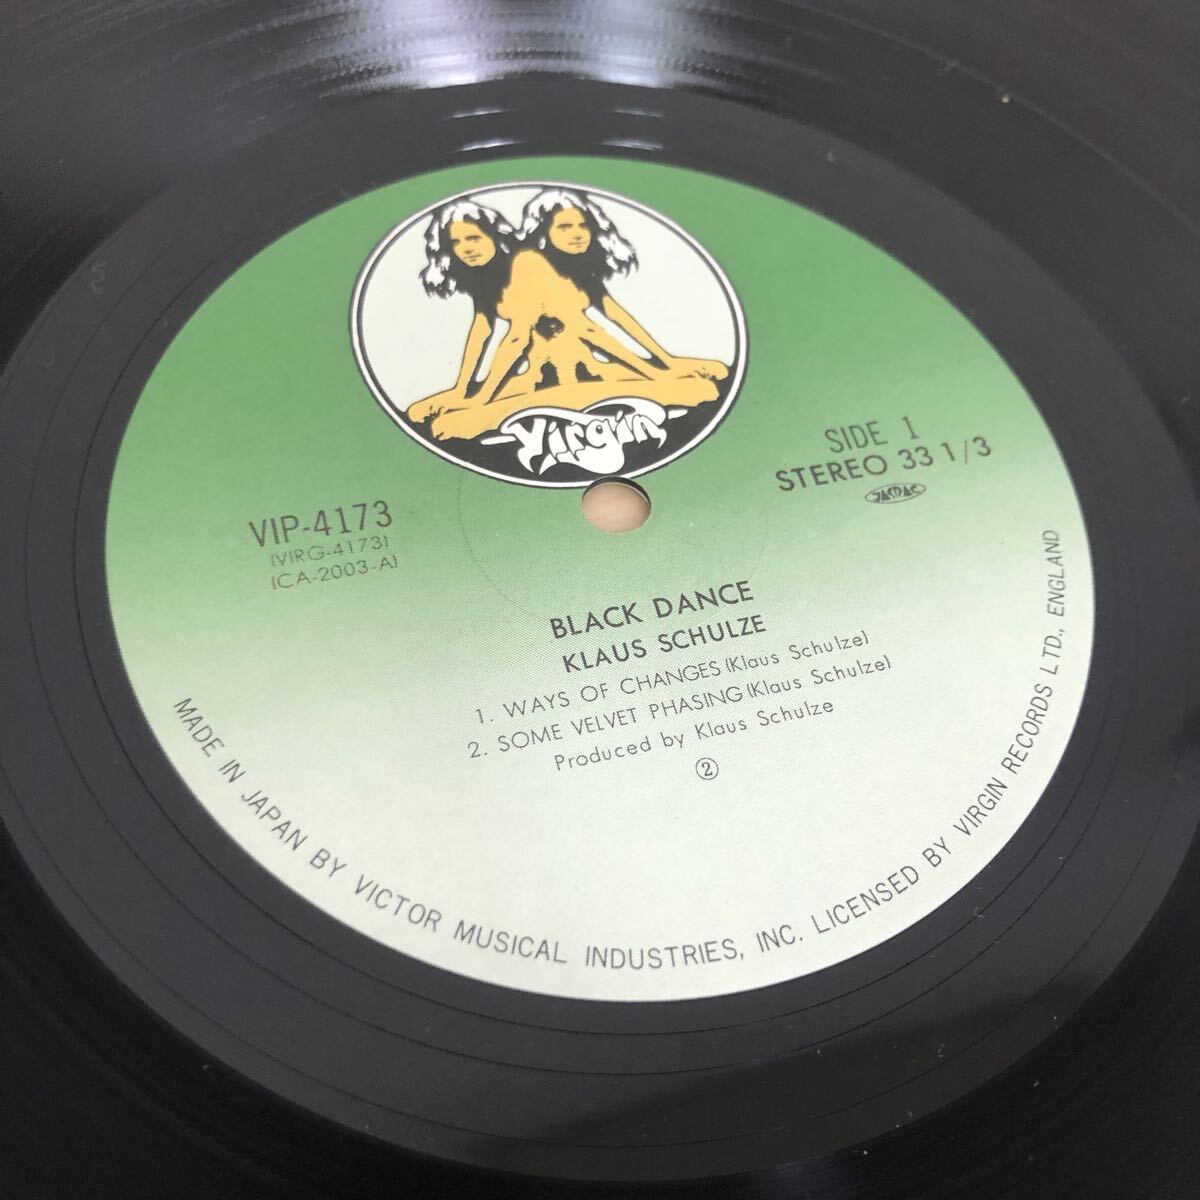 Virgin
SIDE 1
STEREO 33 1/3
JASRAC
VIP-4173
(VIRG-4173)
(CA-2003-A)
BLACK DANCE
KLAUS SCHULZE
1. WAYS OF CHANGES (Klaus Schulze)
2. SOME VELVET PHASING (Klaus Schulze)
Produced by Klaus Schulze
②
MADE IN JAPAN BY VICTOR MUSICAL INDUSTRIES, INC. LICENSED BY VIRGIN RECORDS LTD., ENGLAND